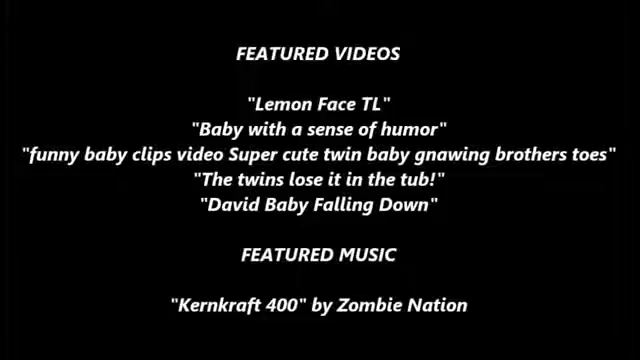 FEATURED VIDEOS
"Lemon Face TL"
"Baby with a sense of humor"
"funny baby clips video Super cute twin baby gnawing brothers toes"
"The twins lose it in the tub!"
"David Baby Falling Down"
FEATURED MUSIC
"Kernkraft 400" by Zombie Nation